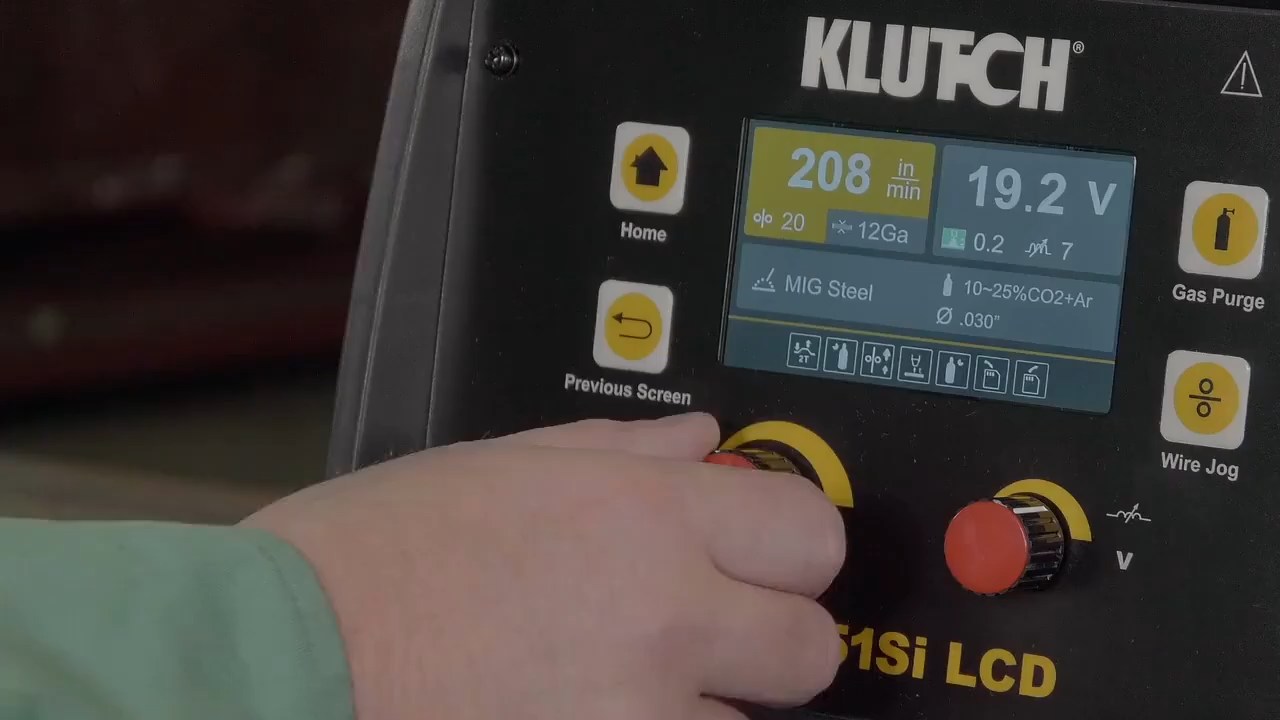 KLUTCH®
208 in/min
19.2 V
20
12Ga
0.2
7
MIG Steel
10~25%CO2+Ar
Ø .030”
2T
Home
Previous Screen
Gas Purge
Wire Jog
V
51Si LCD